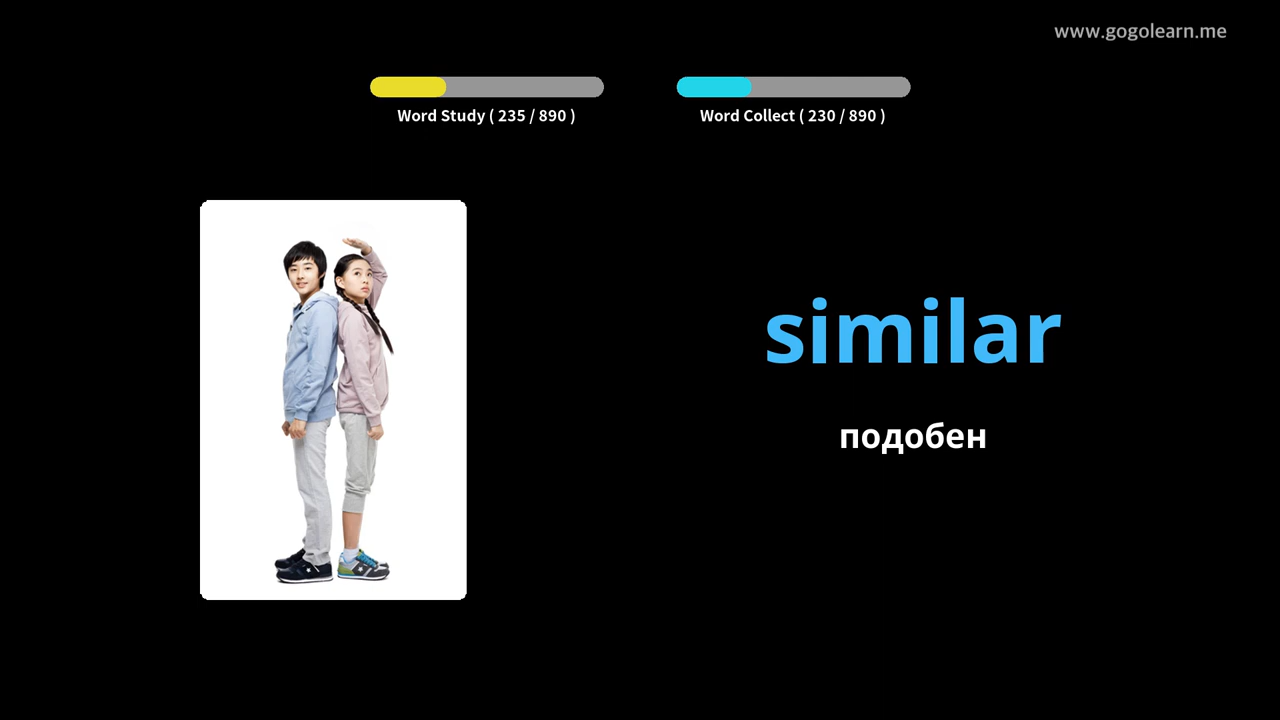 www.gogolearn.me
Word Study ( 235 / 890 )
Word Collect ( 230 / 890 )
similar
подобен